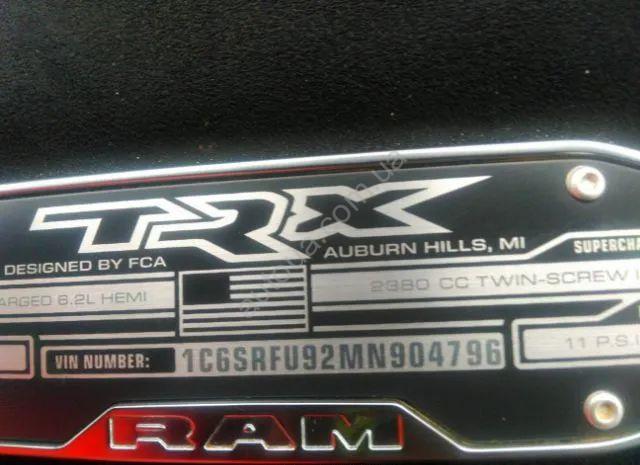 TRX
DESIGNED BY FCA
AUBURN HILLS, MI
SUPERCHA
ARGED 6.2L HEMI
2380 CC TWIN-SCREW
VIN NUMBER: 1C6SRFU92MN904796
11 P.S.I
RAM